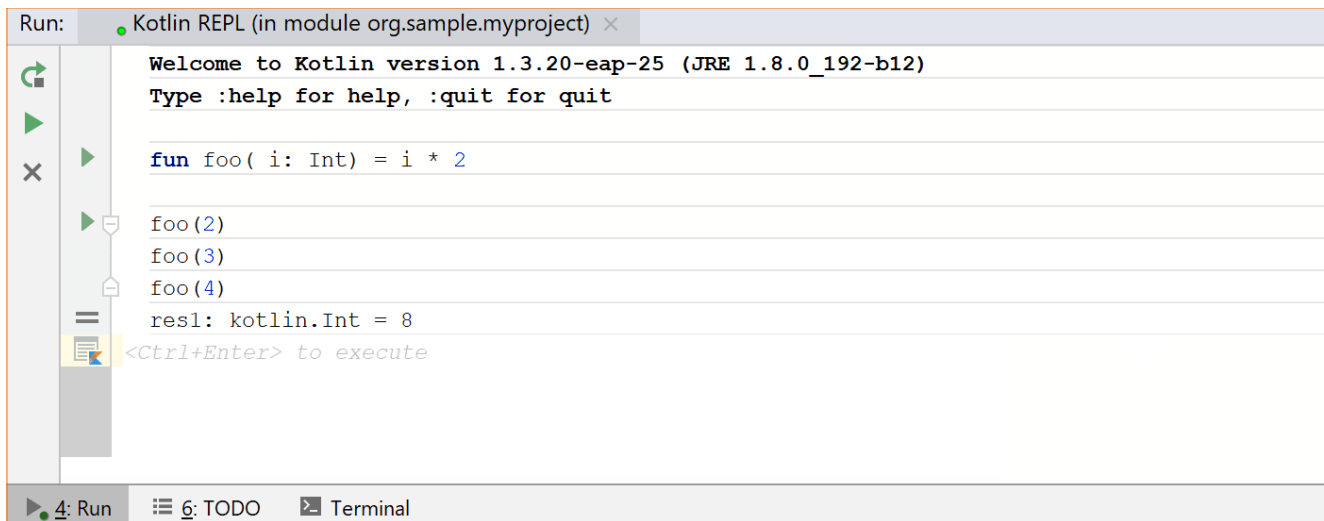 Run: Kotlin REPL (in module org.sample.myproject)
Welcome to Kotlin version 1.3.20-eap-25 (JRE 1.8.0_192-b12)
Type :help for help, :quit for quit
fun foo( i: Int) = i * 2
foo(2)
foo(3)
foo(4)
res1: kotlin.Int = 8
<Ctrl+Enter> to execute
4: Run 6: TODO Terminal